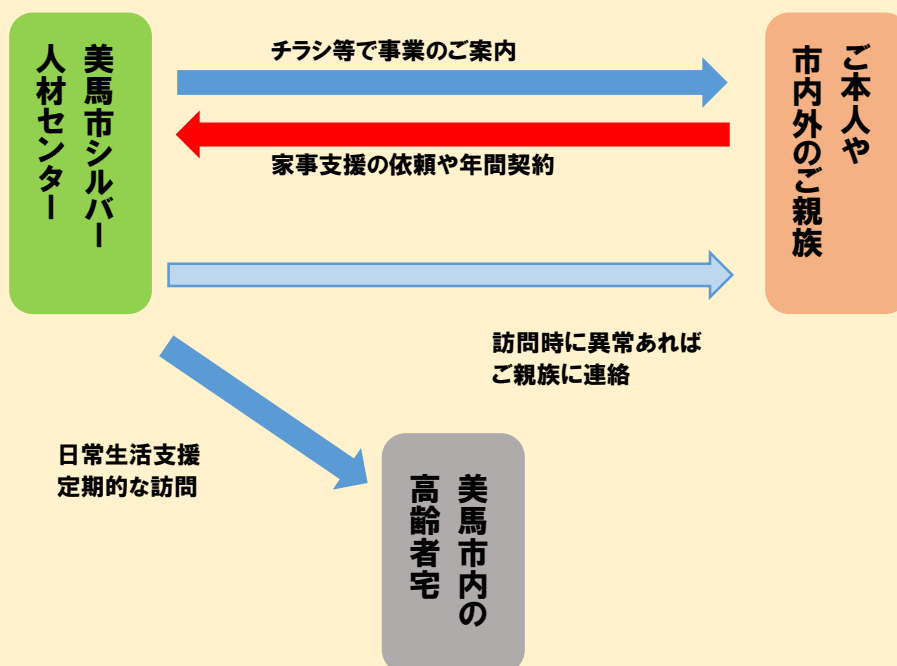 美馬市シルバー
人材センター
チラシ等で事業のご案内
家事支援の依頼や年間契約
ご本人や
市内外のご親族
訪問時に異常あれば
ご親族に連絡
日常生活支援
定期的な訪問
美馬市内の
高齢者宅